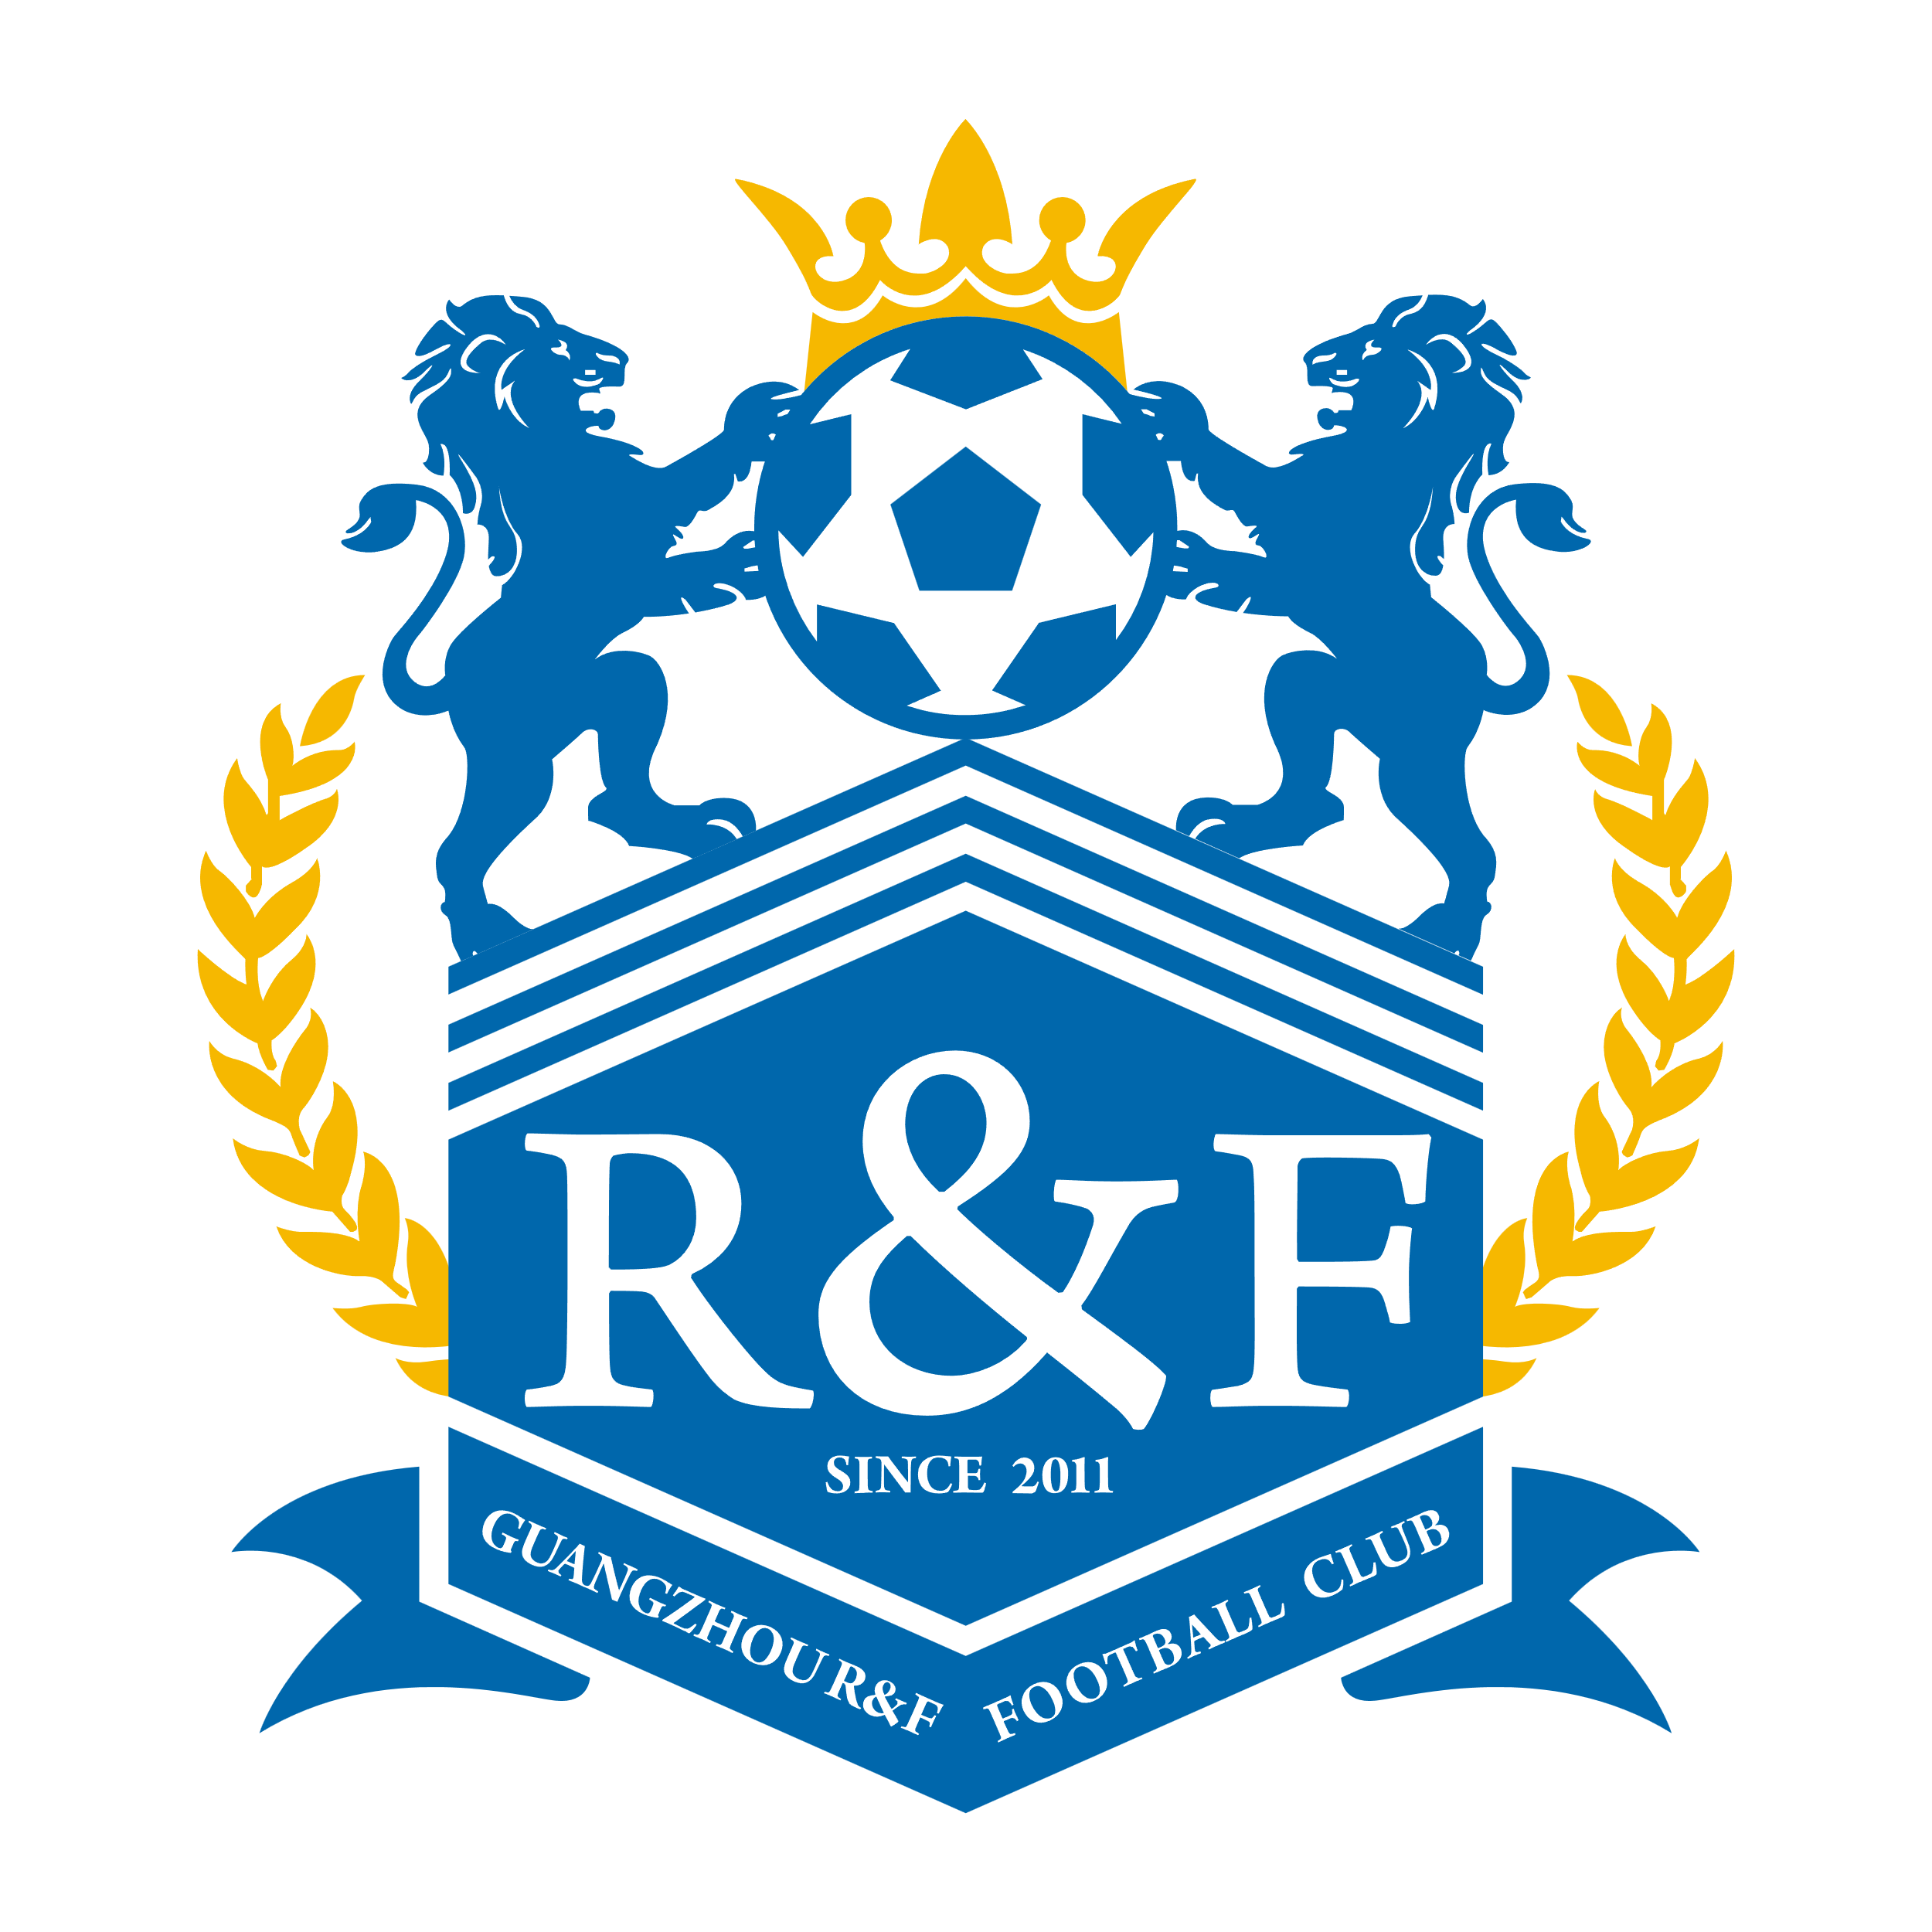 R&F
SINCE 2011
GUANGZHOU R&F FOOTBALL CLUB